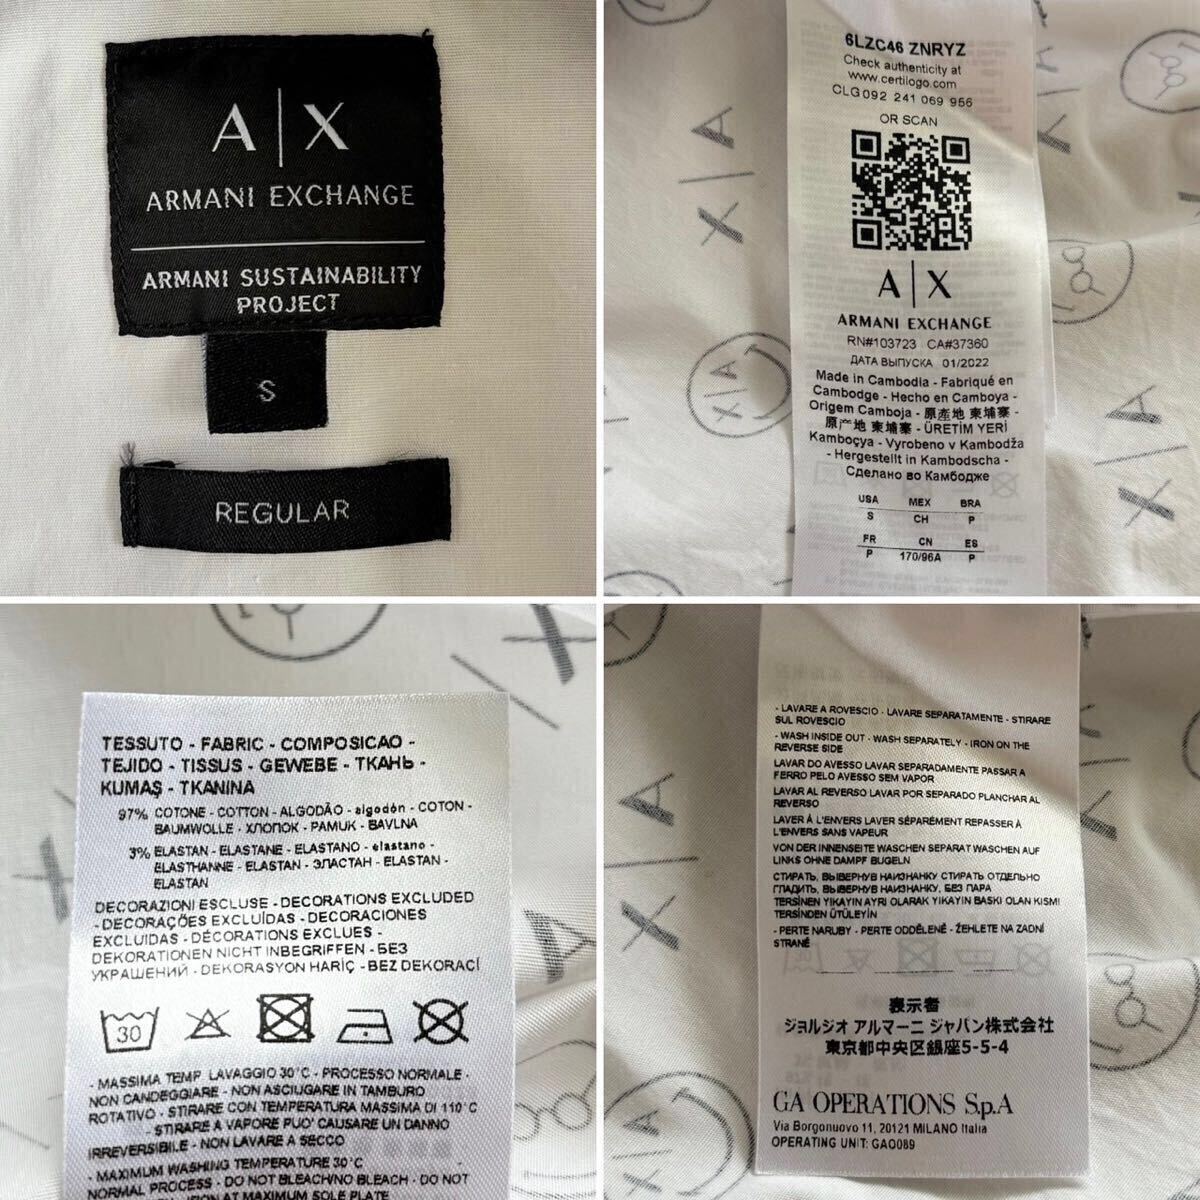 A|X
ARMANI EXCHANGE
ARMANI SUSTAINABILITY
PROJECT
S
REGULAR
6LZC46 ZNRYZ
Check authenticity at
www.certilogo.com
CLG 092 241 069 956
OR SCAN
A|X
ARMANI EXCHANGE
RN#103723 CA#37360
ДАТА ВЫПУСКА 01/2022
Made in Cambodia - Fabriqué en
Cambodge - Hecho en Camboya -
Origem Camboja - 原產地 柬埔寨 -
原产地 柬埔寨 - ÜRETİM YERİ
Kamboçya - Vyrobeno v Kambodža
- Hergestellt in Kambodscha -
Сделано во Камбодже
USA MEX BRA
S CH P
FR CN ES
P 170/96A P
TESSUTO - FABRIC - COMPOSICAO -
TEJIDO - TISSUS - GEWEBE - ТКАНЬ -
KUMAŞ - TKANINA
97% COTONE - COTTON - ALGODÃO - algodón - COTON -
BAUMWOLLE - ХЛОПОК - PAMUK - BAVLNA
3% ELASTAN - ELASTANE - ELASTANO - elastano -
ELASTHANNE - ELASTAN - ЭЛАСТАН - ELASTAN -
ELASTAN
DECORAZIONI ESCLUSE - DECORATIONS EXCLUDED
- DECORAÇÕES EXCLUÍDAS - DECORACIONES
EXCLUIDAS - DÉCORATIONS EXCLUES -
DEKORATIONEN NICHT INBEGRIFFEN - БЕЗ
УКРАШЕНИЙ - DEKORASYON HARİÇ - BEZ DEKORACÍ
30
- MASSIMA TEMP. LAVAGGIO 30°C - PROCESSO NORMALE -
NON CANDEGGIARE - NON ASCIUGARE IN TAMBURO
ROTATIVO - STIRARE CON TEMPERATURA MASSIMA DI 110°C
- STIRARE A VAPORE PUO' CAUSARE UN DANNO
IRREVERSIBILE - NON LAVARE A SECCO
- MAXIMUM WASHING TEMPERATURE 30°C -
NORMAL PROCESS - DO NOT BLEACH/NO BLEACH - DO NOT
IRON AT MAXIMUM SOLE PLATE
- LAVARE A ROVESCIO - LAVARE SEPARATAMENTE - STIRARE
SUL ROVESCIO
- WASH INSIDE OUT - WASH SEPARATELY - IRON ON THE
REVERSE SIDE
LAVAR DO AVESSO LAVAR SEPARADAMENTE PASSAR A
FERRO PELO AVESSO SEM VAPOR
LAVAR AL REVERSO LAVAR POR SEPARADO PLANCHAR AL
REVERSO
LAVER À L'ENVERS LAVER SÉPARÉMENT REPASSER À
L'ENVERS SANS VAPEUR
VON DER INNENSEITE WASCHEN SEPARAT WASCHEN AUF
LINKS OHNE DAMPF BUGELN
СТИРАТЬ, ВЫВЕРНУВ НАИЗНАНКУ СТИРАТЬ ОТДЕЛЬНО
ГЛАДИТЬ, ВЫВЕРНУВ НАИЗНАНКУ, БЕЗ ПАРА
TERSİNEN YIKAYIN AYRI OLARAK YIKAYIN BASKI OLAN KISMI
TERSİNDEN ÜTÜLEYİN
- PERTE NARUBY - PERTE ODDĚLENĚ - ŽEHLETE NA ZADNÍ
STRANĚ
表示者
ジョルジオ アルマーニ ジャパン株式会社
東京都中央区銀座5-5-4
GA OPERATIONS S.p.A
Via Borgonuovo 11, 20121 MILANO Italia
OPERATING UNIT: GAO089